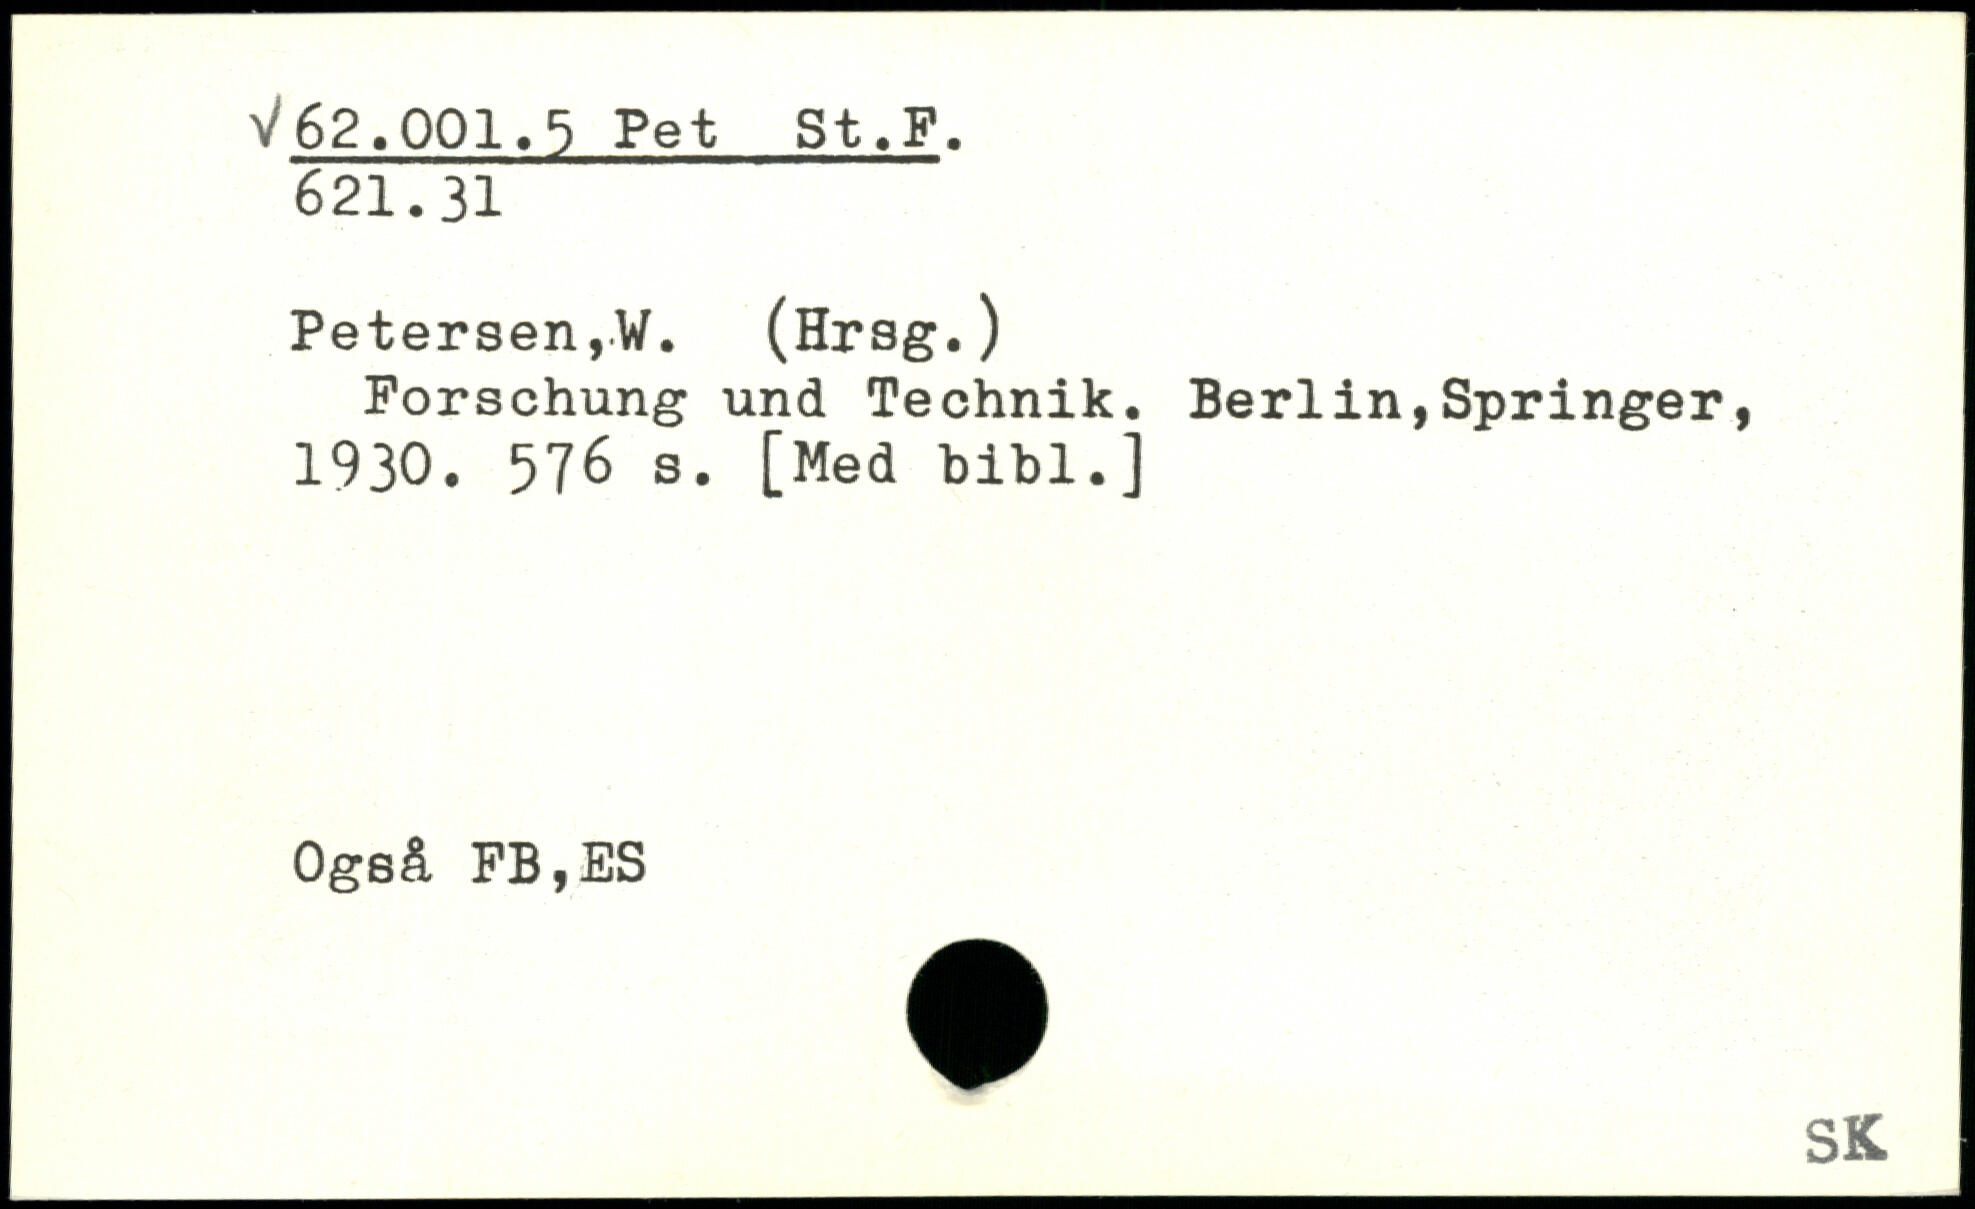 √62.001.5 Pet  St.F.
621.31
Petersen,W.  (Hrsg.)
Forschung und Technik. Berlin,Springer,
1930. 576 s. [Med bibl.]
Også FB,ES
SK